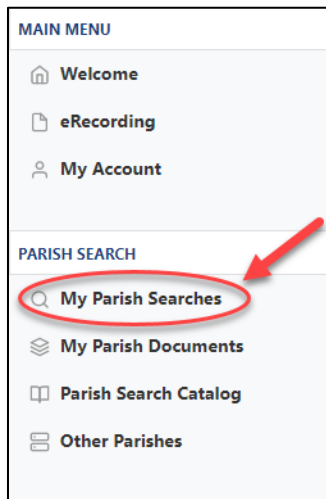 MAIN MENU
Welcome
eRecording
My Account
PARISH SEARCH
My Parish Searches
My Parish Documents
Parish Search Catalog
Other Parishes